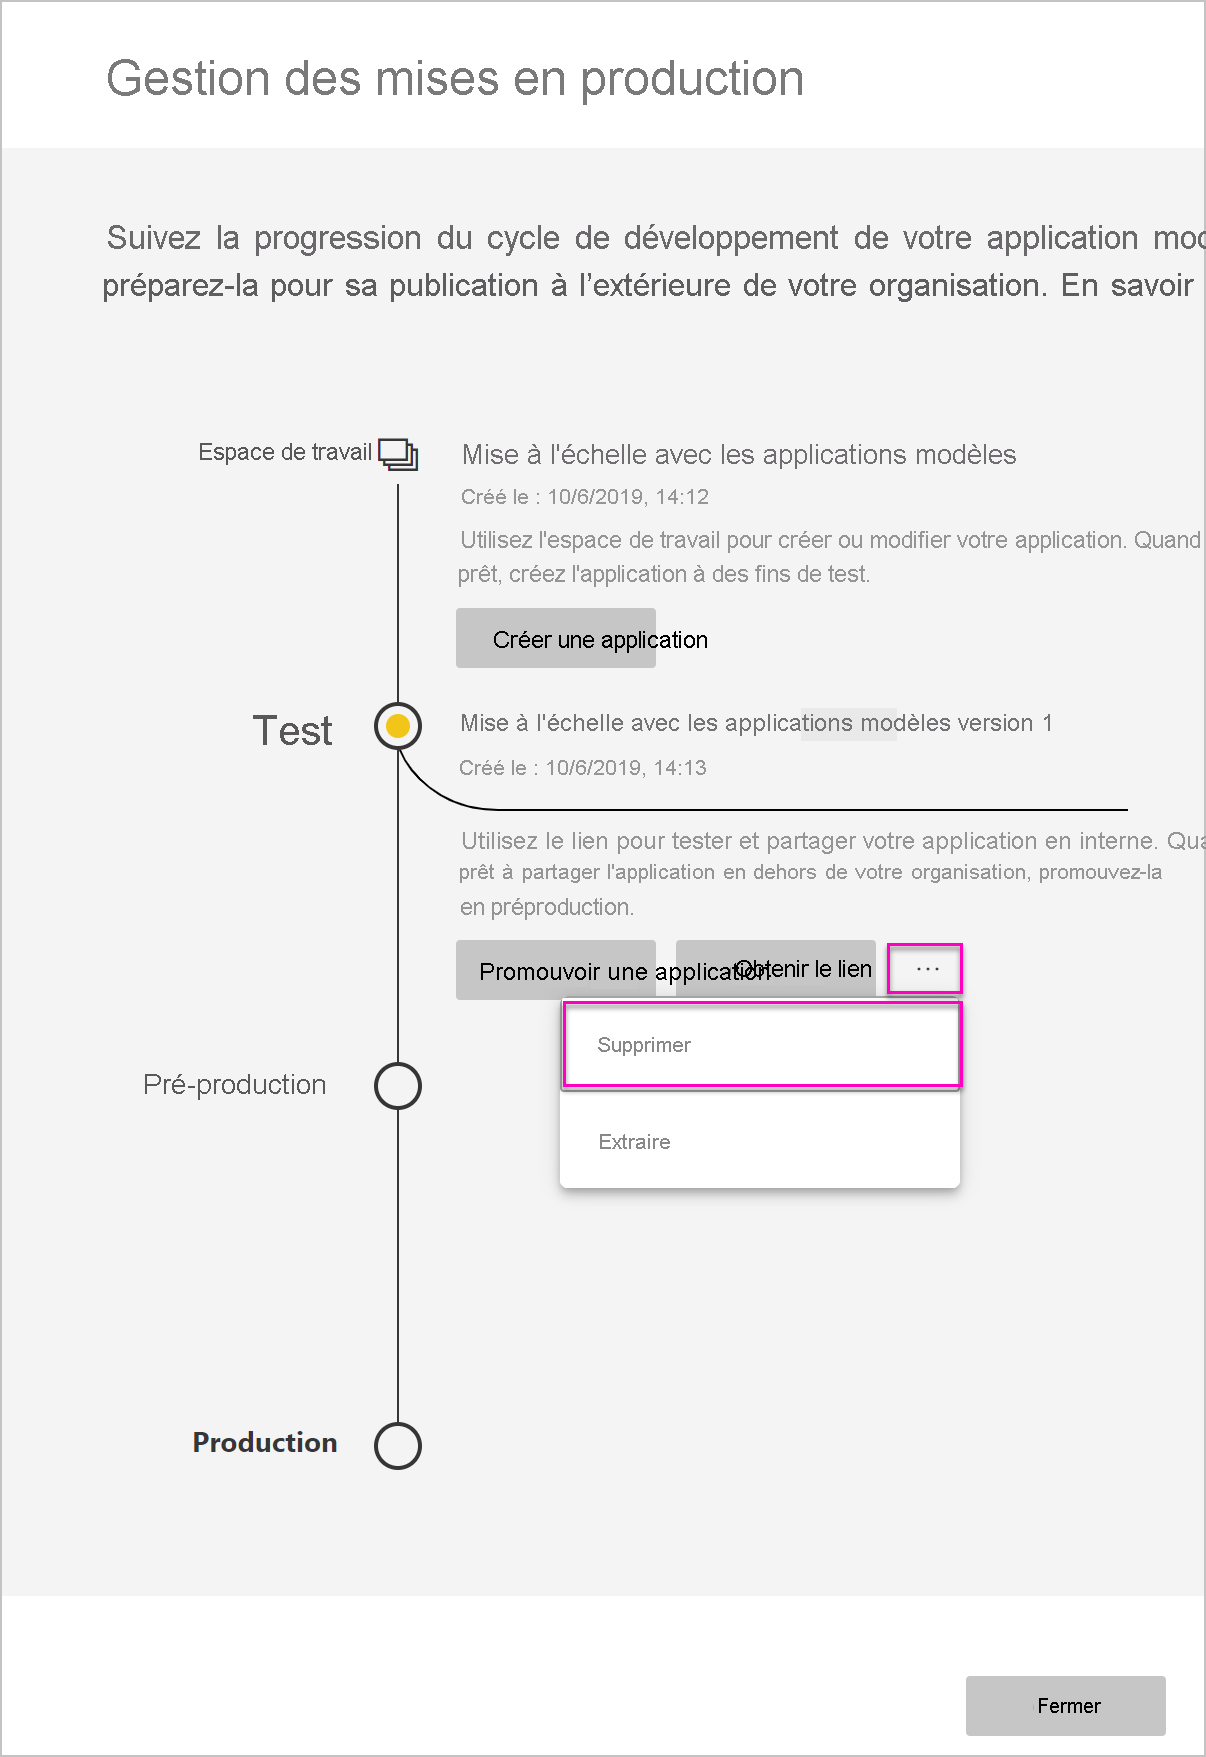 Gestion des mises en production
Suivez la progression du cycle de développement de votre application
préparez-la pour sa publication à l’extérieure de votre organisation. En savoir
Espace de travail
Mise à l'échelle avec les applications modèles
Créé le : 10/6/2019, 14:12
Utilisez l'espace de travail pour créer ou modifier votre application. Quand
prêt, créez l'application à des fins de test.
Créer une application
Test
Mise à l'échelle avec les applications modèles version 1
Créé le : 10/6/2019, 14:13
Utilisez le lien pour tester et partager votre application en interne.
prêt à partager l'application en dehors de votre organisation, promouvez-la
en préproduction.
Promouvoir une application
Obtenir le lien
...
Supprimer
Pré-production
Extraire
Production
Fermer